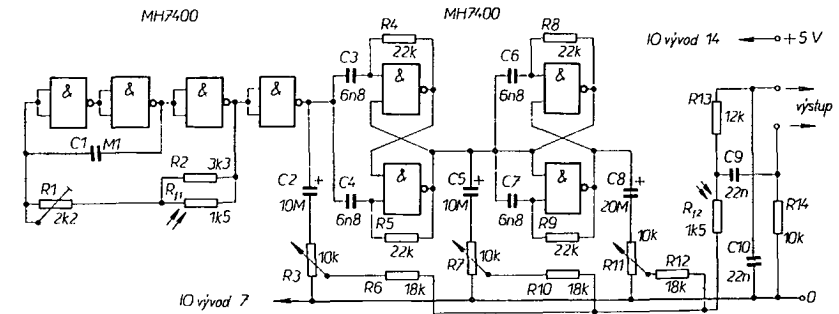 MH7400
MH7400
IO vývod 14
+5 V
výstup
&
&
&
&
&
&
&
&
C1
M1
R1
2k2
R2
3k3
R11
1k5
C2
10M
R3
10k
C3
6n8
R4
22k
C4
6n8
R5
22k
R6
18k
C5
10M
R7
10k
C6
6n8
R8
22k
C7
6n8
R9
22k
R10
18k
C8
20M
R11
10k
R12
18k
R13
12k
R12
1k5
C9
22n
C10
22n
R14
10k
IO vývod 7
0
+
+
+